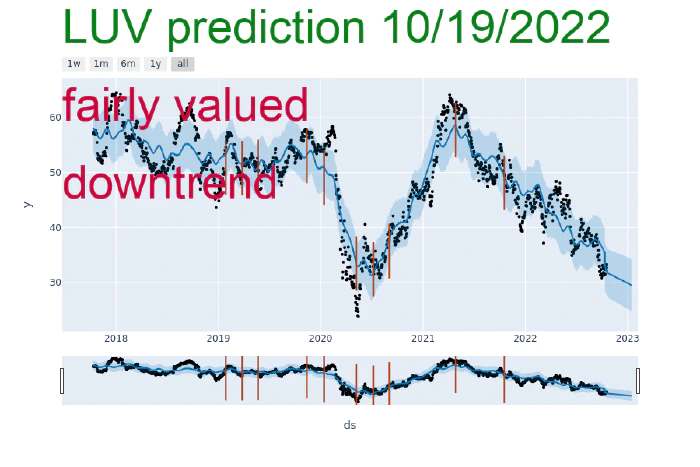 LUV prediction 10/19/2022
1w 1m 6m 1y all
fairly valued
downtrend
60
50
40
30
y
2018 2019 2020 2021 2022 2023
ds